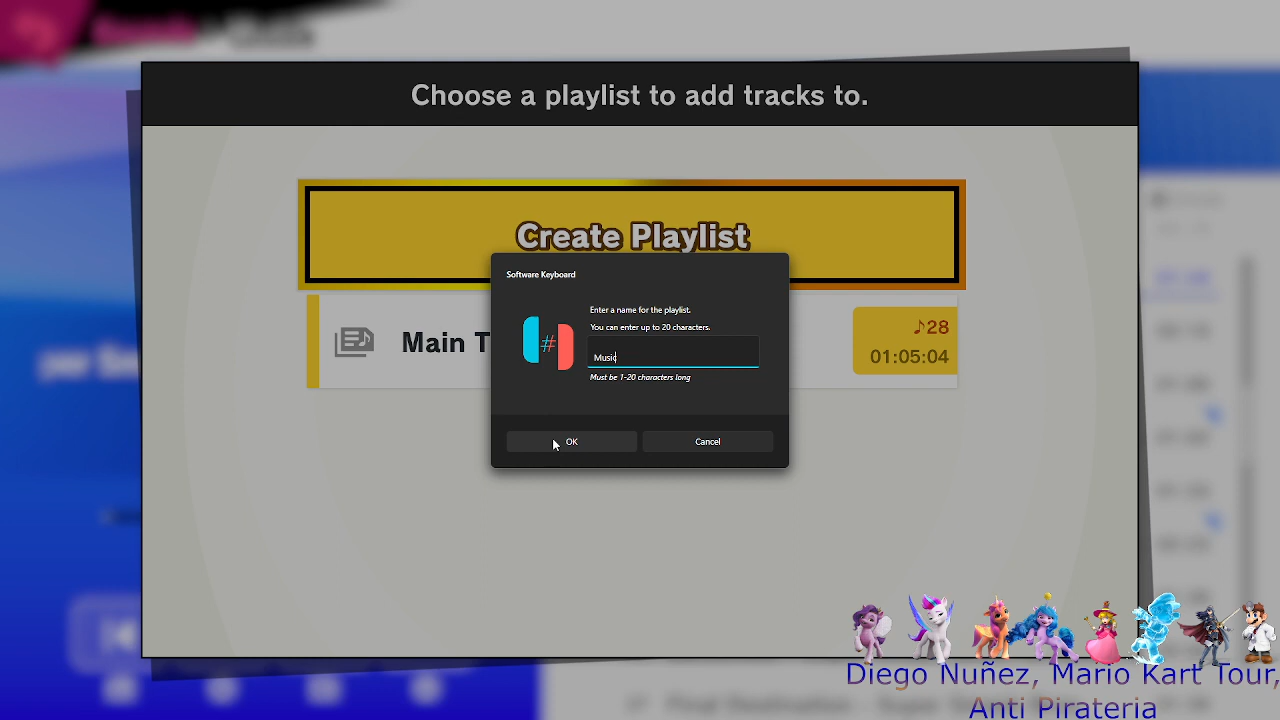 Choose a playlist to add tracks to.
Create Playlist
Software Keyboard
Enter a name for the playlist.
You can enter up to 20 characters.
#
Music
Must be 1-20 characters long
OK
Cancel
Main T
♪28
01:05:04
Diego Nuñez, Mario Kart Tour,
Anti Pirateria